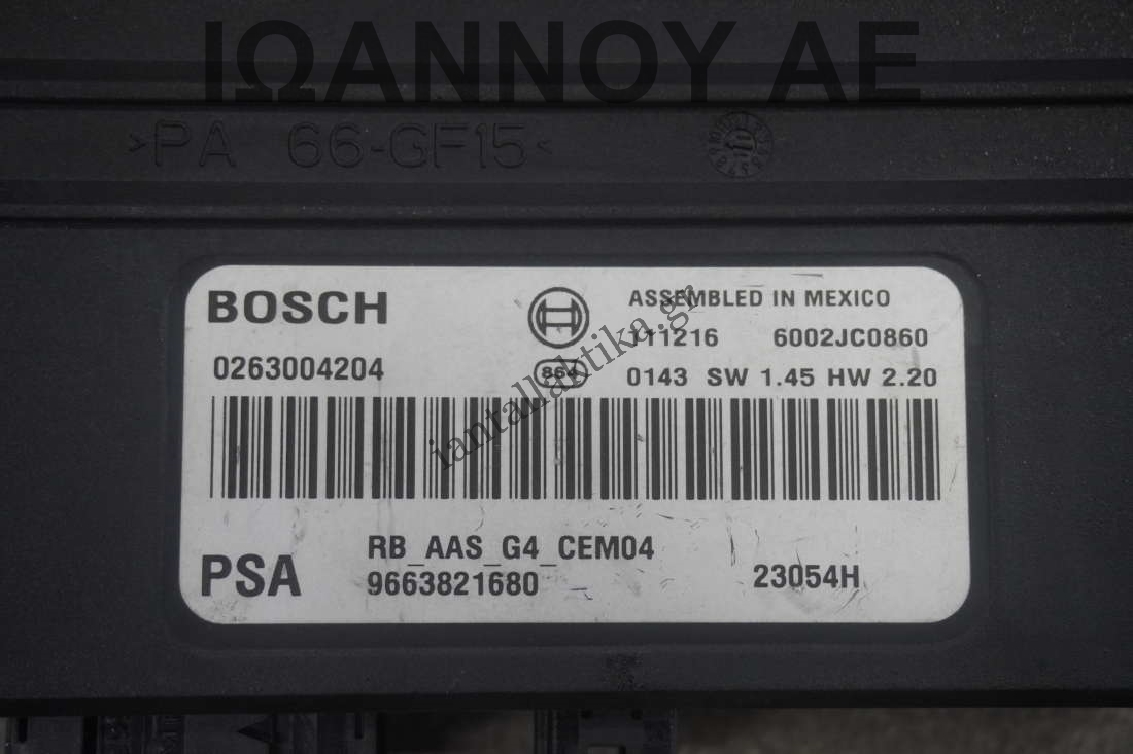 ΙΩΑΝΝΟΥ ΑΕ
>PA 66-GF15<
BOSCH
ASSEMBLED IN MEXICO
111216 6002JC0860
0263004204
864
0143 SW 1.45 HW 2.20
iantallaktika.gr
RB_AAS_G4_CEM04
PSA
9663821680
23054H